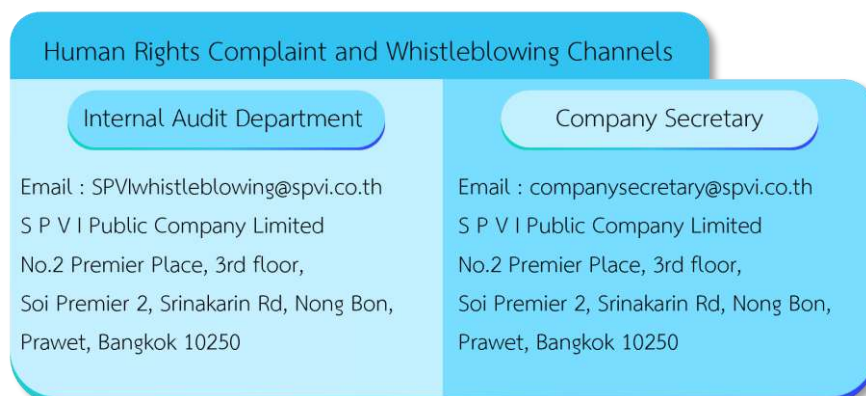 Human Rights Complaint and Whistleblowing Channels
Internal Audit Department
Email : SPVIwhistleblowing@spvi.co.th
S P V I Public Company Limited
No.2 Premier Place, 3rd floor,
Soi Premier 2, Srinakarin Rd, Nong Bon,
Prawet, Bangkok 10250
Company Secretary
Email : companysecretary@spvi.co.th
S P V I Public Company Limited
No.2 Premier Place, 3rd floor,
Soi Premier 2, Srinakarin Rd, Nong Bon,
Prawet, Bangkok 10250